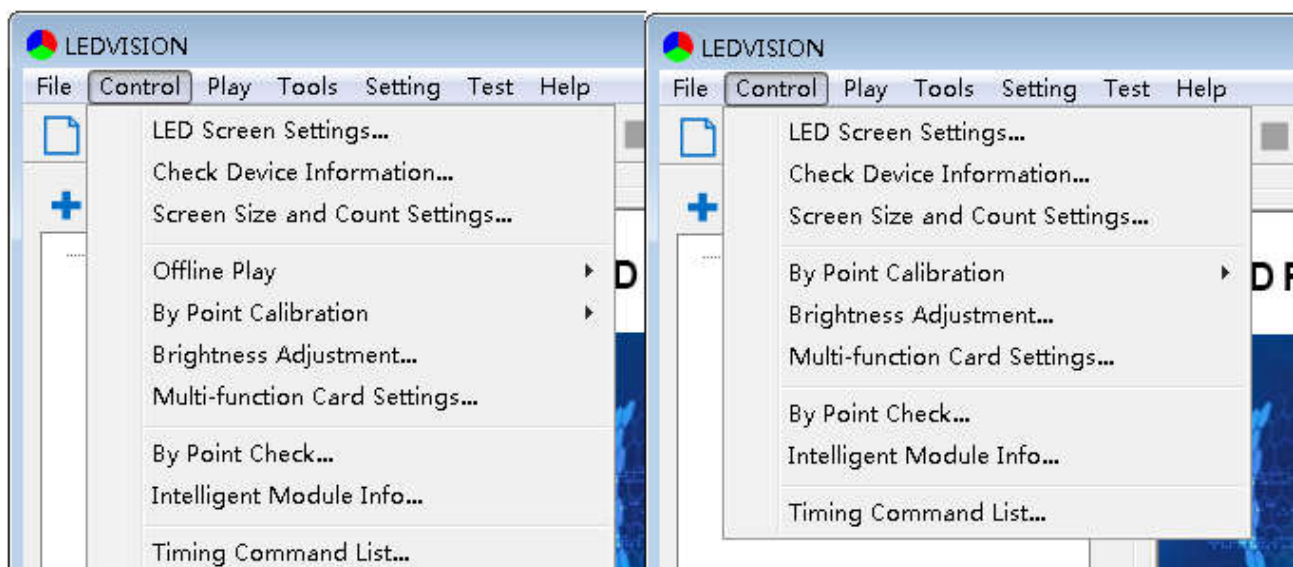 LEDVISION
File Control Play Tools Setting Test Help
LED Screen Settings...
Check Device Information...
Screen Size and Count Settings...
Offline Play
By Point Calibration
Brightness Adjustment...
Multi-function Card Settings...
By Point Check...
Intelligent Module Info...
Timing Command List...
D
LEDVISION
File Control Play Tools Setting Test Help
LED Screen Settings...
Check Device Information...
Screen Size and Count Settings...
By Point Calibration
Brightness Adjustment...
Multi-function Card Settings...
By Point Check...
Intelligent Module Info...
Timing Command List...
D F